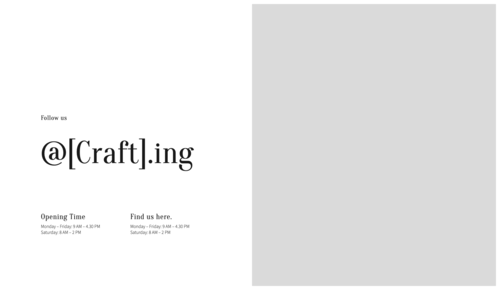 Follow us
@[Craft].ing
Opening Time
Monday - Friday: 9 AM - 4.30 PM
Saturday: 8 AM - 2 PM
Find us here.
Monday - Friday: 9 AM - 4.30 PM
Saturday: 8 AM - 2 PM